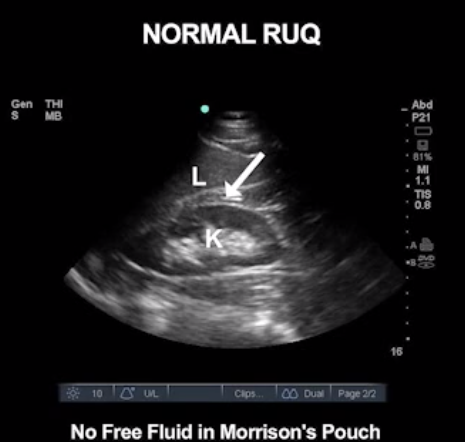 NORMAL RUQ
Gen THI
S MB
Abd
P21
81%
MI
1.1
TIS
0.8
L
K
A
B DVD
16
10 U/L Clips... Dual Page 2/2
No Free Fluid in Morrison's Pouch